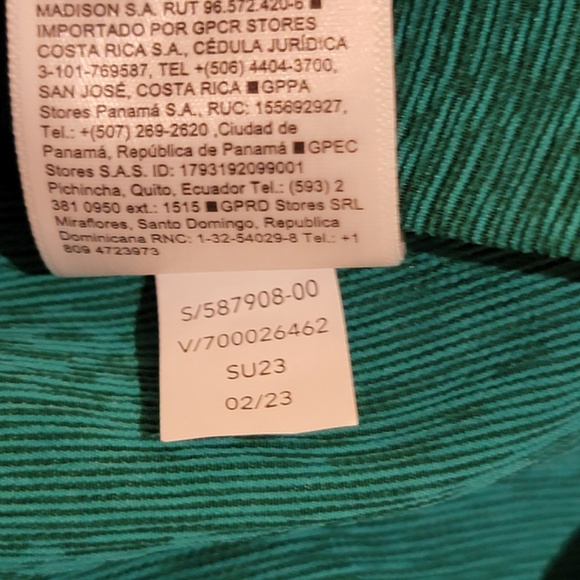 MADISON S.A. RUT 96.572.420-6 ■
IMPORTADO POR GPCR STORES
COSTA RICA S.A., CÉDULA JURÍDICA
3-101-769587, TEL +(506) 4404-3700,
SAN JOSÉ, COSTA RICA ■GPPA
Stores Panamá S.A., RUC: 155692927,
Tel.: +(507) 269-2620 ,Ciudad de
Panamá, República de Panamá ■GPEC
Stores S.A.S. ID: 1793192099001
Pichincha, Quito, Ecuador Tel.: (593) 2
381 0950 ext.: 1515 ■GPRD Stores SRL
Miraflores, Santo Domingo, Republica
Dominicana RNC: 1-32-54029-8 Tel.: +1
809 4723973
S/587908-00
V/700026462
SU23
02/23